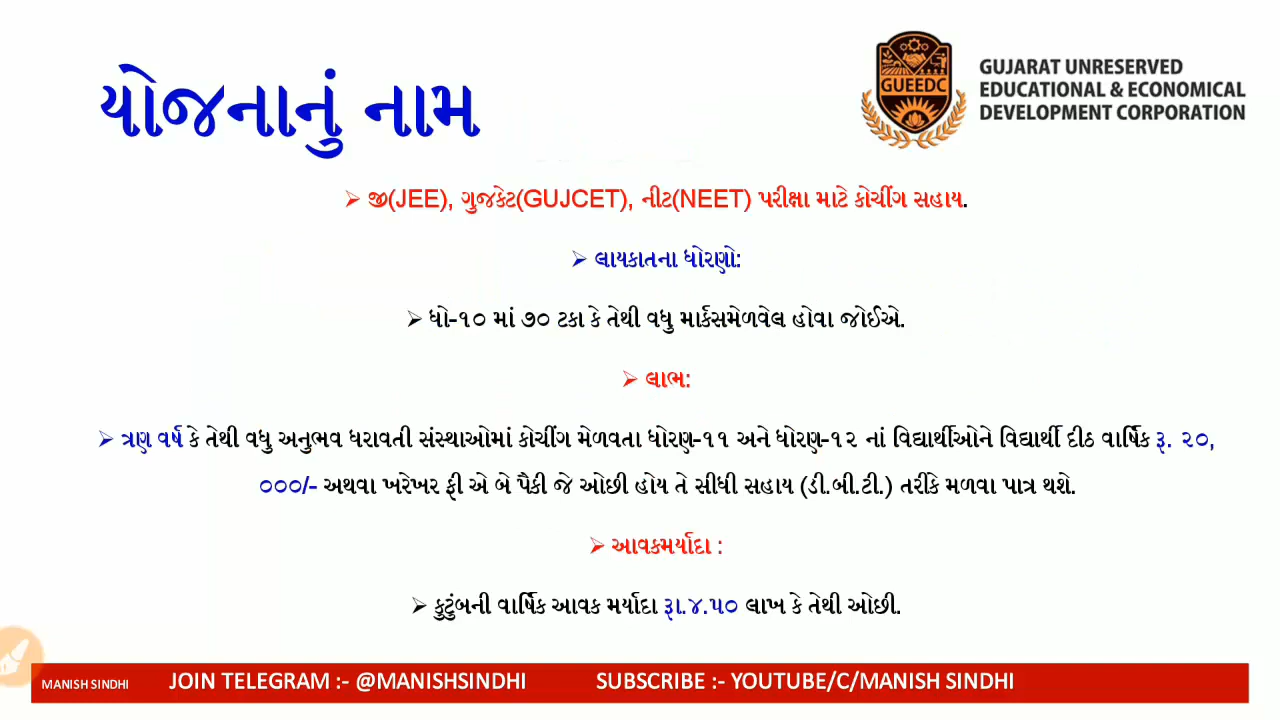 યોજનાનું નામ
GUEEDC
GUJARAT UNRESERVED
EDUCATIONAL & ECONOMICAL
DEVELOPMENT CORPORATION
➢ જી(JEE), ગુજકેટ(GUJCET), નીટ(NEET) પરીક્ષા માટે કોચીંગ સહાય.
➢ લાયકાતના ધોરણો:
➢ ધો-૧૦ માં ૭૦ ટકા કે તેથી વધુ માર્કસમેળવેલ હોવા જોઈએ.
➢ લાભ:
➢ ત્રણ વર્ષ કે તેથી વધુ અનુભવ ધરાવતી સંસ્થાઓમાં કોચીંગ મેળવતા ધોરણ-૧૧ અને ધોરણ-૧૨ નાં વિદ્યાર્થીઓને વિદ્યાર્થી દીઠ વાર્ષિક રૂ. ૨૦,
૦૦૦/- અથવા ખરેખર ફી એ બે પૈકી જે ઓછી હોય તે સીધી સહાય (ડી.બી.ટી.) તરીકે મળવા પાત્ર થશે.
➢ આવકમર્યાદા :
➢ કુટુંબની વાર્ષિક આવક મર્યાદા રૂા.૪.૫૦ લાખ કે તેથી ઓછી.
MANISH SINDHI JOIN TELEGRAM :- @MANISHSINDHI SUBSCRIBE :- YOUTUBE/C/MANISH SINDHI